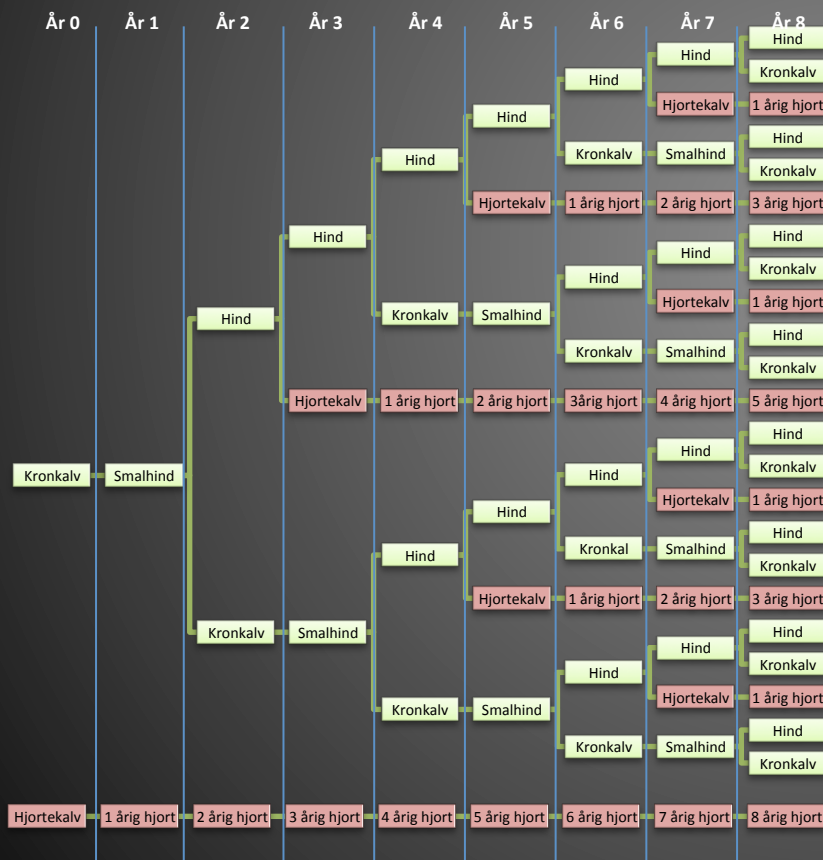 År 0 År 1 År 2 År 3 År 4 År 5 År 6 År 7 År 8
Hind
Hind
Kronkalv
Hind
Hjortekalv 1 årig hjort
Hind
Hind
Kronkalv Smalhind
Hind
Kronkalv
Hjortekalv 1 årig hjort 2 årig hjort 3 årig hjort
Hind
Hind
Hind
Kronkalv
Hind
Hjortekalv 1 årig hjort
Hind
Kronkalv Smalhind
Hind
Kronkalv Smalhind
Hind
Kronkalv
Hjortekalv 1 årig hjort 2 årig hjort 3årig hjort 4 årig hjort 5 årig hjort
Hind
Hind
Kronkalv
Kronkalv Smalhind
Hind
Hjortekalv 1 årig hjort
Hind
Hind
Kronkal Smalhind
Hind
Kronkalv
Hjortekalv 1 årig hjort 2 årig hjort 3 årig hjort
Kronkalv Smalhind
Hind
Hind
Kronkalv
Hind
Hjortekalv 1 årig hjort
Kronkalv Smalhind
Hind
Kronkalv Smalhind
Kronkalv
Hjortekalv 1 årig hjort 2 årig hjort 3 årig hjort 4 årig hjort 5 årig hjort 6 årig hjort 7 årig hjort 8 årig hjort